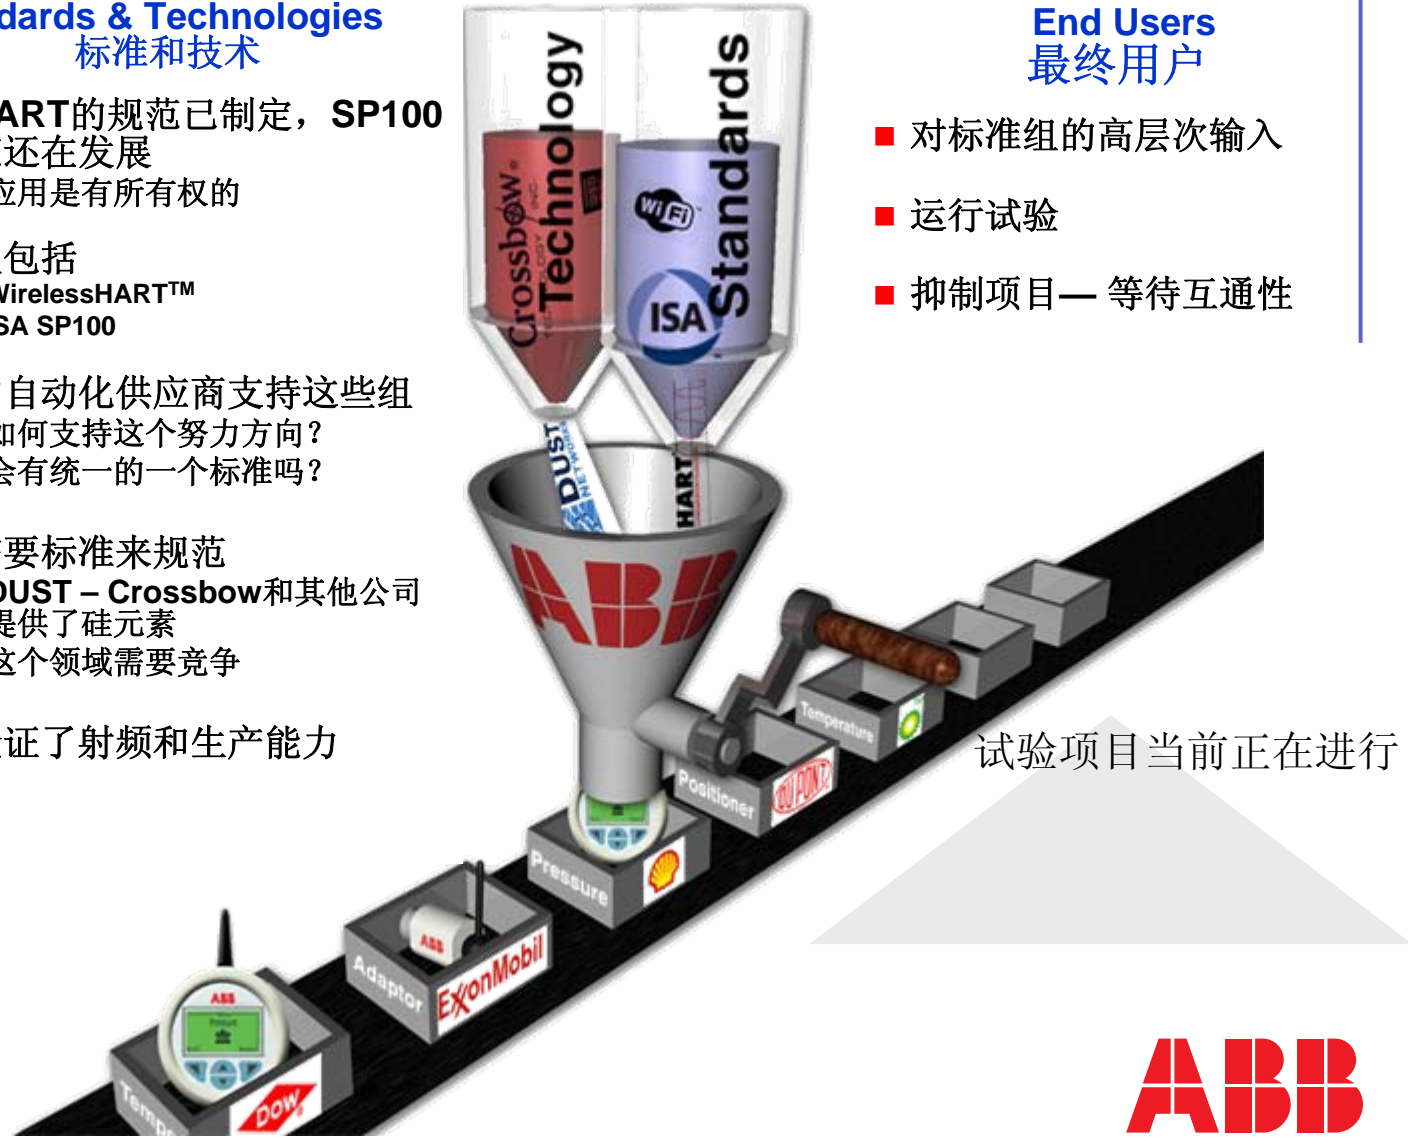 dards & Technologies
标准和技术
ART的规范已制定，SP100
还在发展
应用是有所有权的
包括
WirelessHART™
SA SP100
自动化供应商支持这些组
如何支持这个努力方向?
会有统一的一个标准吗?
要标准来规范
DUST – Crossbow和其他公司
提供了硅元素
这个领域需要竞争
证了射频和生产能力
Crossbow
Technology
WiFi
ISA
Standards
DUST
NETWORKS
HART
ABB
End Users
最终用户
对标准组的高层次输入
运行试验
抑制项目— 等待互通性
试验项目当前正在进行
Temperature
Positioner
DU PONT
Pressure
ABB
Adaptor
ExxonMobil
ABB
Tempe
DOW
ABB